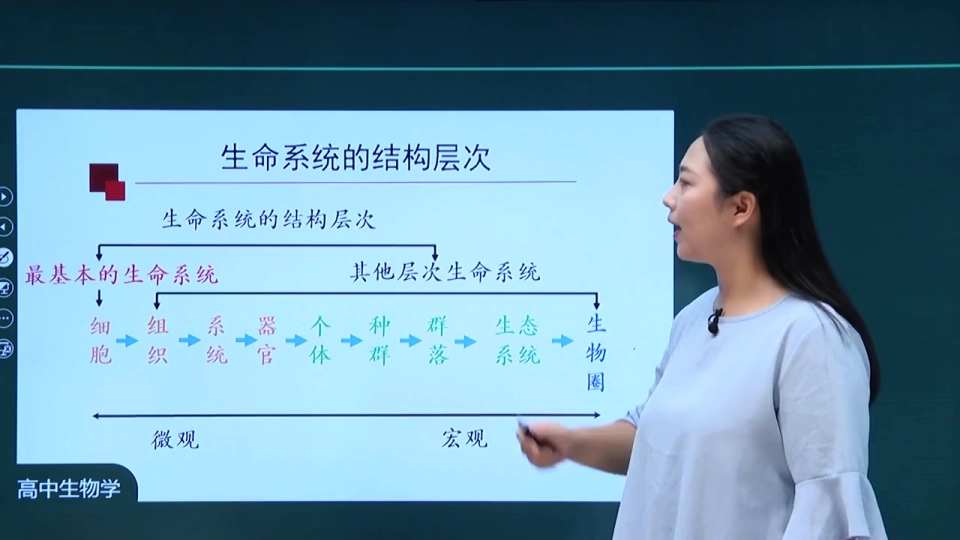 生命系统的结构层次
生命系统的结构层次
最基本的生命系统
其他层次生命系统
细胞
组织
系统
器官
个体
种群
群落
生态系统
生物圈
微观
宏观
高中生物学